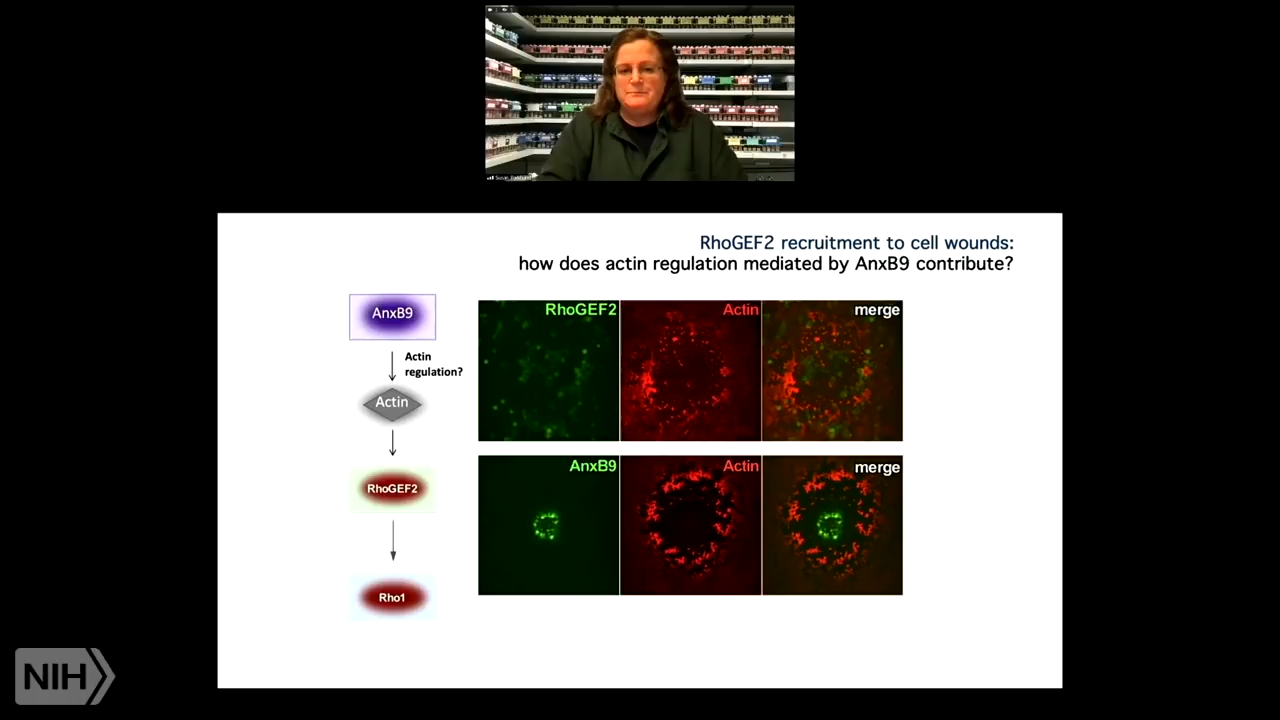 RhoGEF2 recruitment to cell wounds:
how does actin regulation mediated by AnxB9 contribute?
AnxB9
Actin
regulation?
Actin
RhoGEF2
Rho1
RhoGEF2
Actin
merge
AnxB9
Actin
merge
NIH